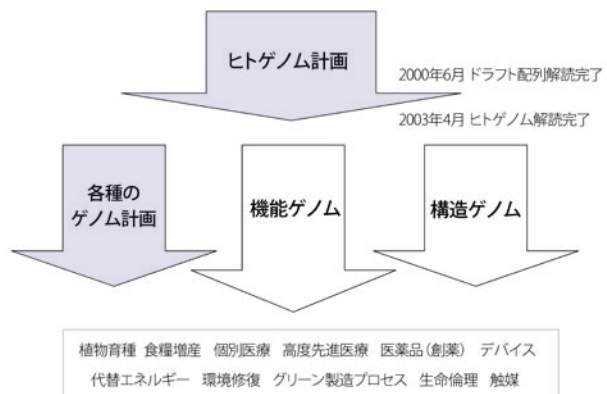 ヒトゲノム計画
2000年6月 ドラフト配列解読完了
2003年4月 ヒトゲノム解読完了
各種の
ゲノム計画
機能ゲノム
構造ゲノム
植物育種 食糧増産 個別医療 高度先進医療 医薬品(創薬) デバイス
代替エネルギー 環境修復 グリーン製造プロセス 生命倫理 触媒